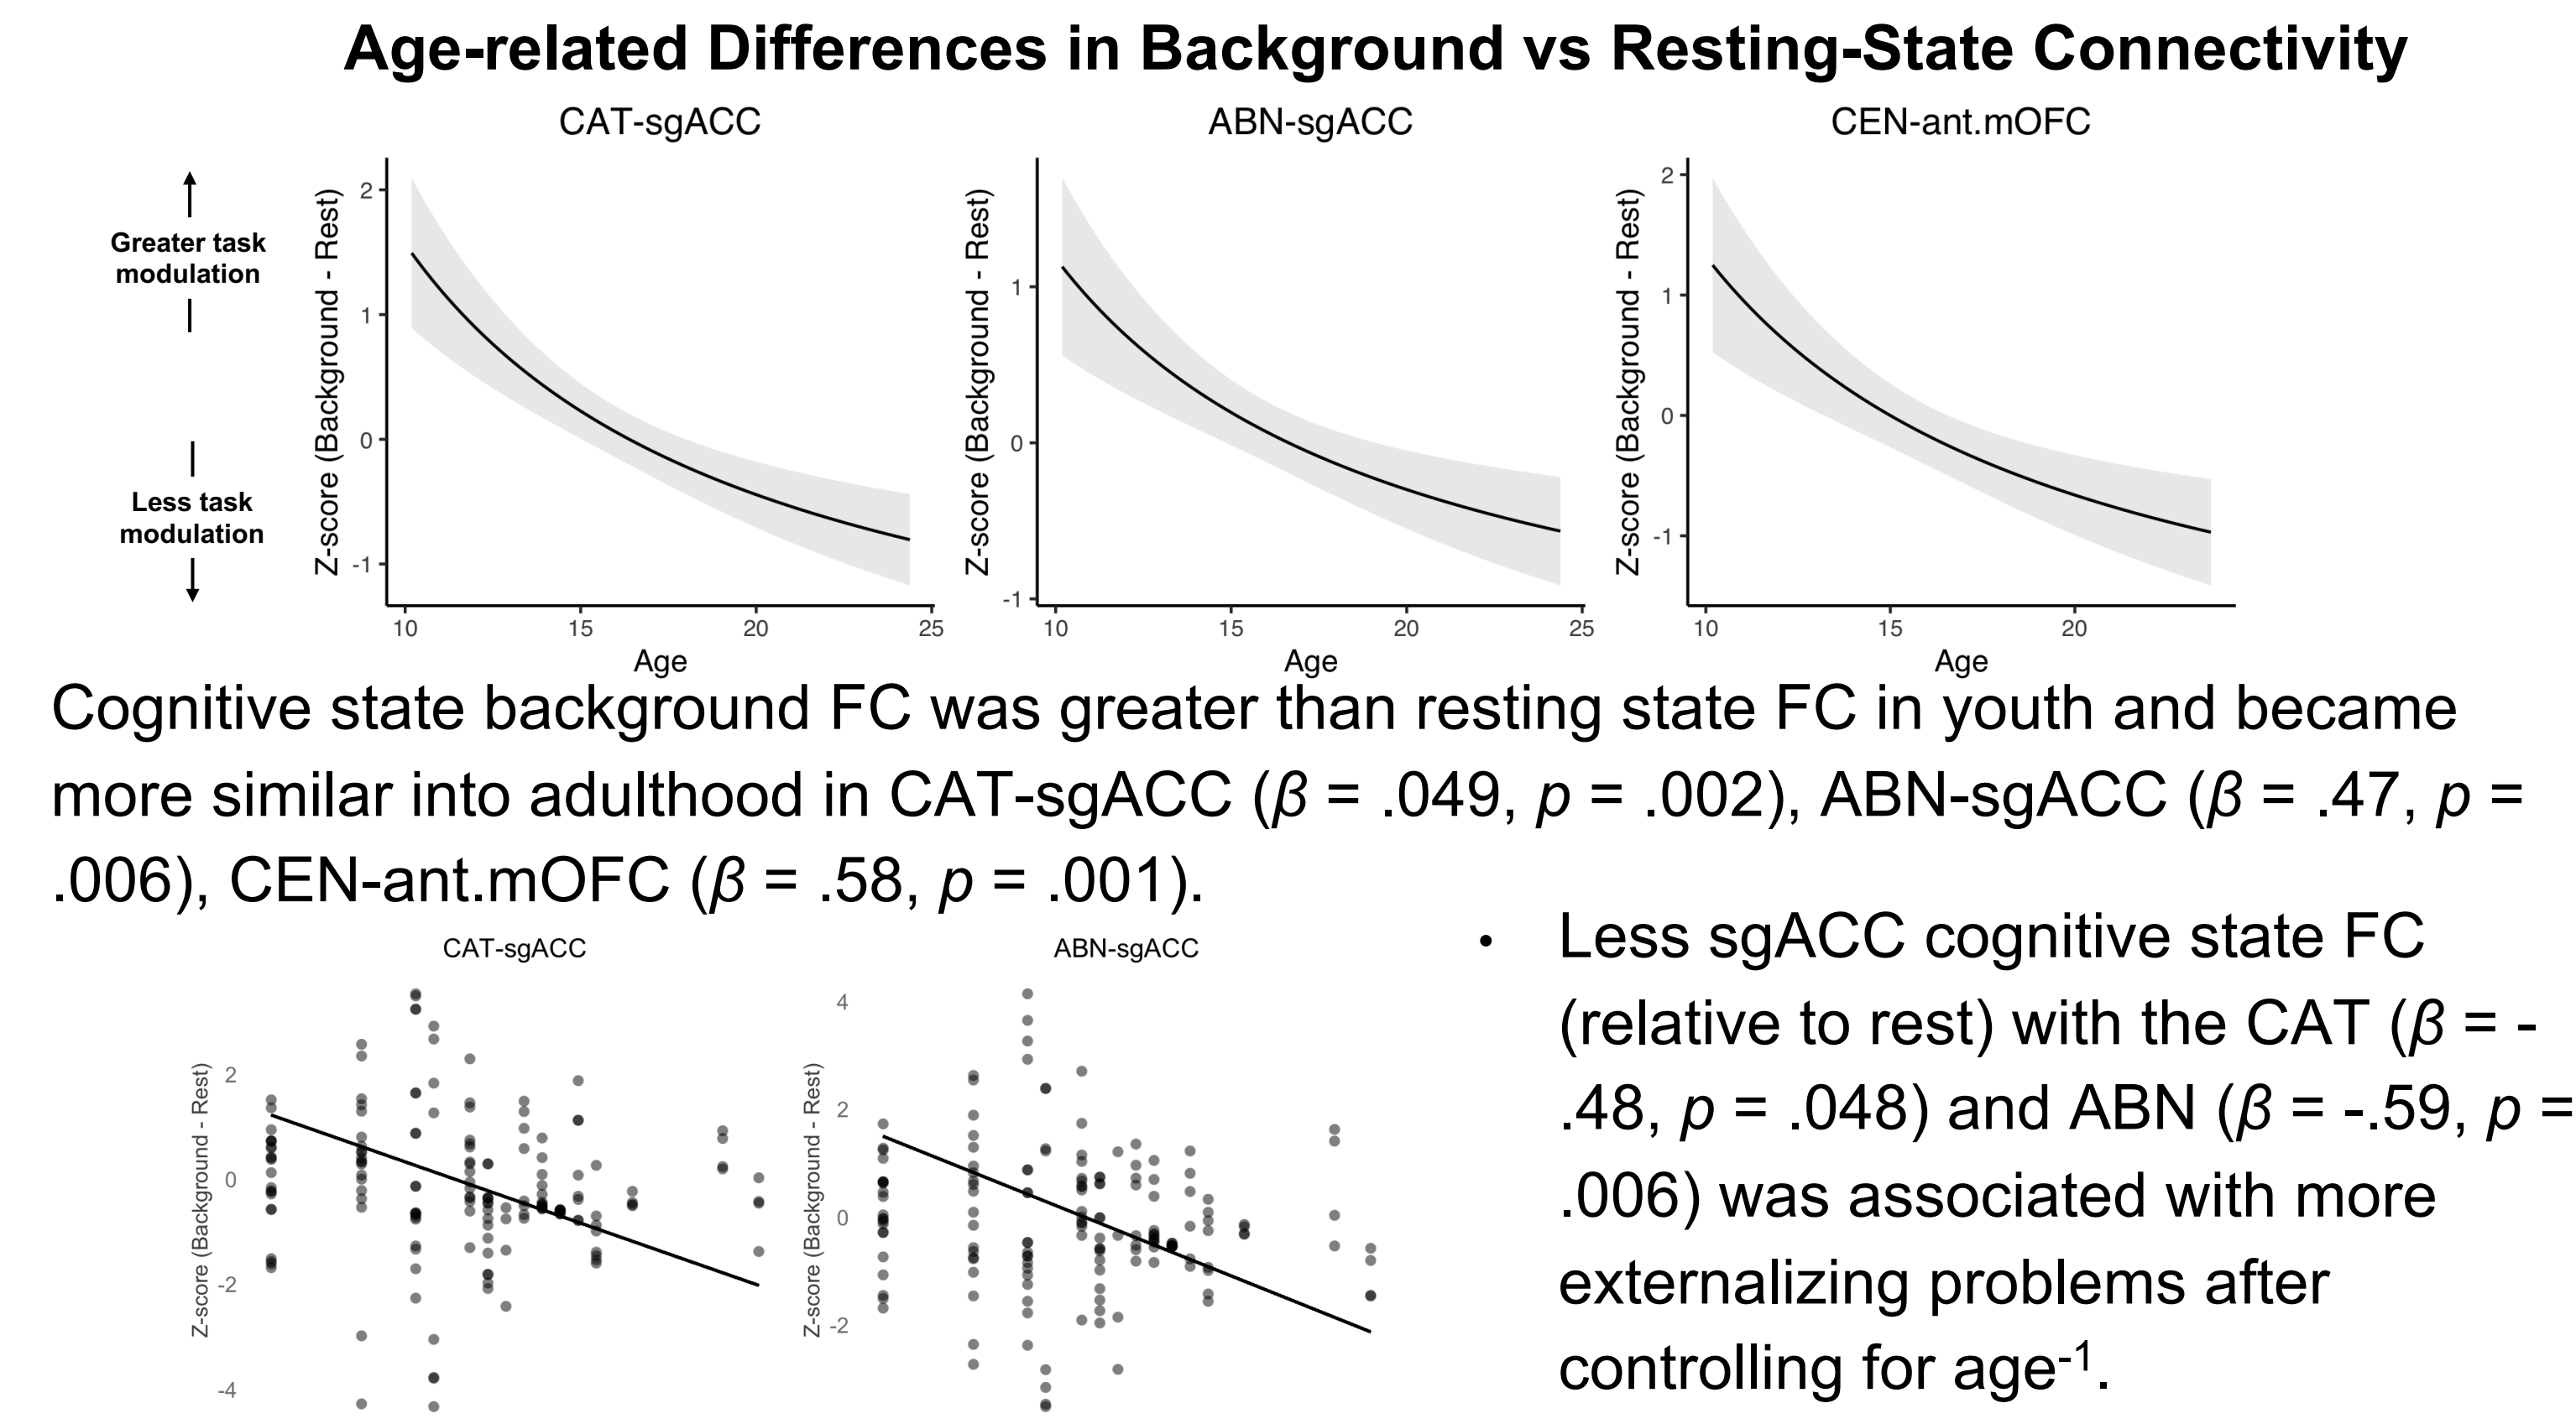 Age-related Differences in Background vs Resting-State Connectivity
CAT-sgACC
ABN-sgACC
CEN-ant.mOFC
Greater task
modulation
Less task
modulation
Z-score (Background - Rest)
2
1
0
-1
10
15
20
25
Age
Z-score (Background - Rest)
1
0
-1
10
15
20
25
Age
Z-score (Background - Rest)
2
1
0
-1
10
15
20
Age
Cognitive state background FC was greater than resting state FC in youth and became
more similar into adulthood in CAT-sgACC (β = .049, p = .002), ABN-sgACC (β = .47, p =
.006), CEN-ant.mOFC (β = .58, p = .001).
CAT-sgACC
Z-score (Background - Rest)
2
0
-2
-4
ABN-sgACC
Z-score (Background - Rest)
4
2
0
-2
• Less sgACC cognitive state FC
(relative to rest) with the CAT (β = -
.48, p = .048) and ABN (β = -.59, p =
.006) was associated with more
externalizing problems after
controlling for age⁻¹.